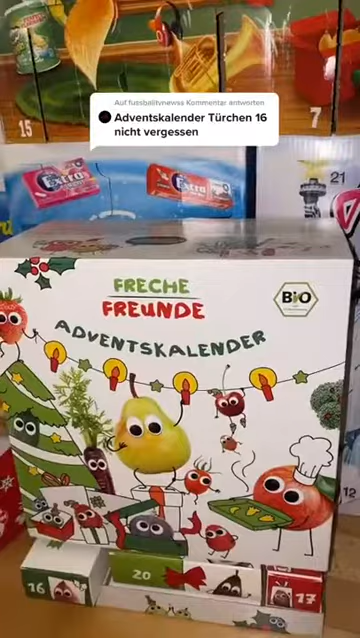 15
7
Auf fussballtvnewss Kommentar antworten
Adventskalender Türchen 16
nicht vergessen
Extra
Extra
21
FRECHE
FREUNDE
BIO
ADVENTSKALENDER
12
16
20
17